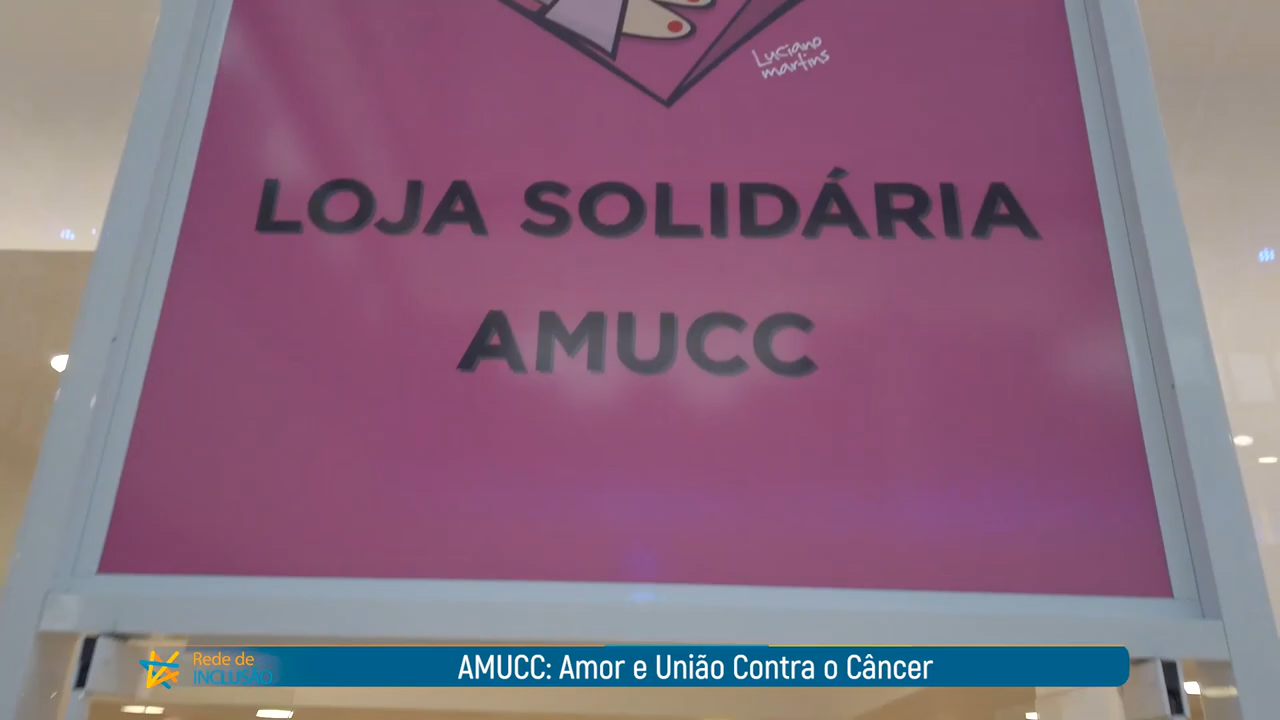 Luciano
martins
LOJA SOLIDÁRIA
AMUCC
Rede de
INCLUSÃO
AMUCC: Amor e União Contra o Câncer